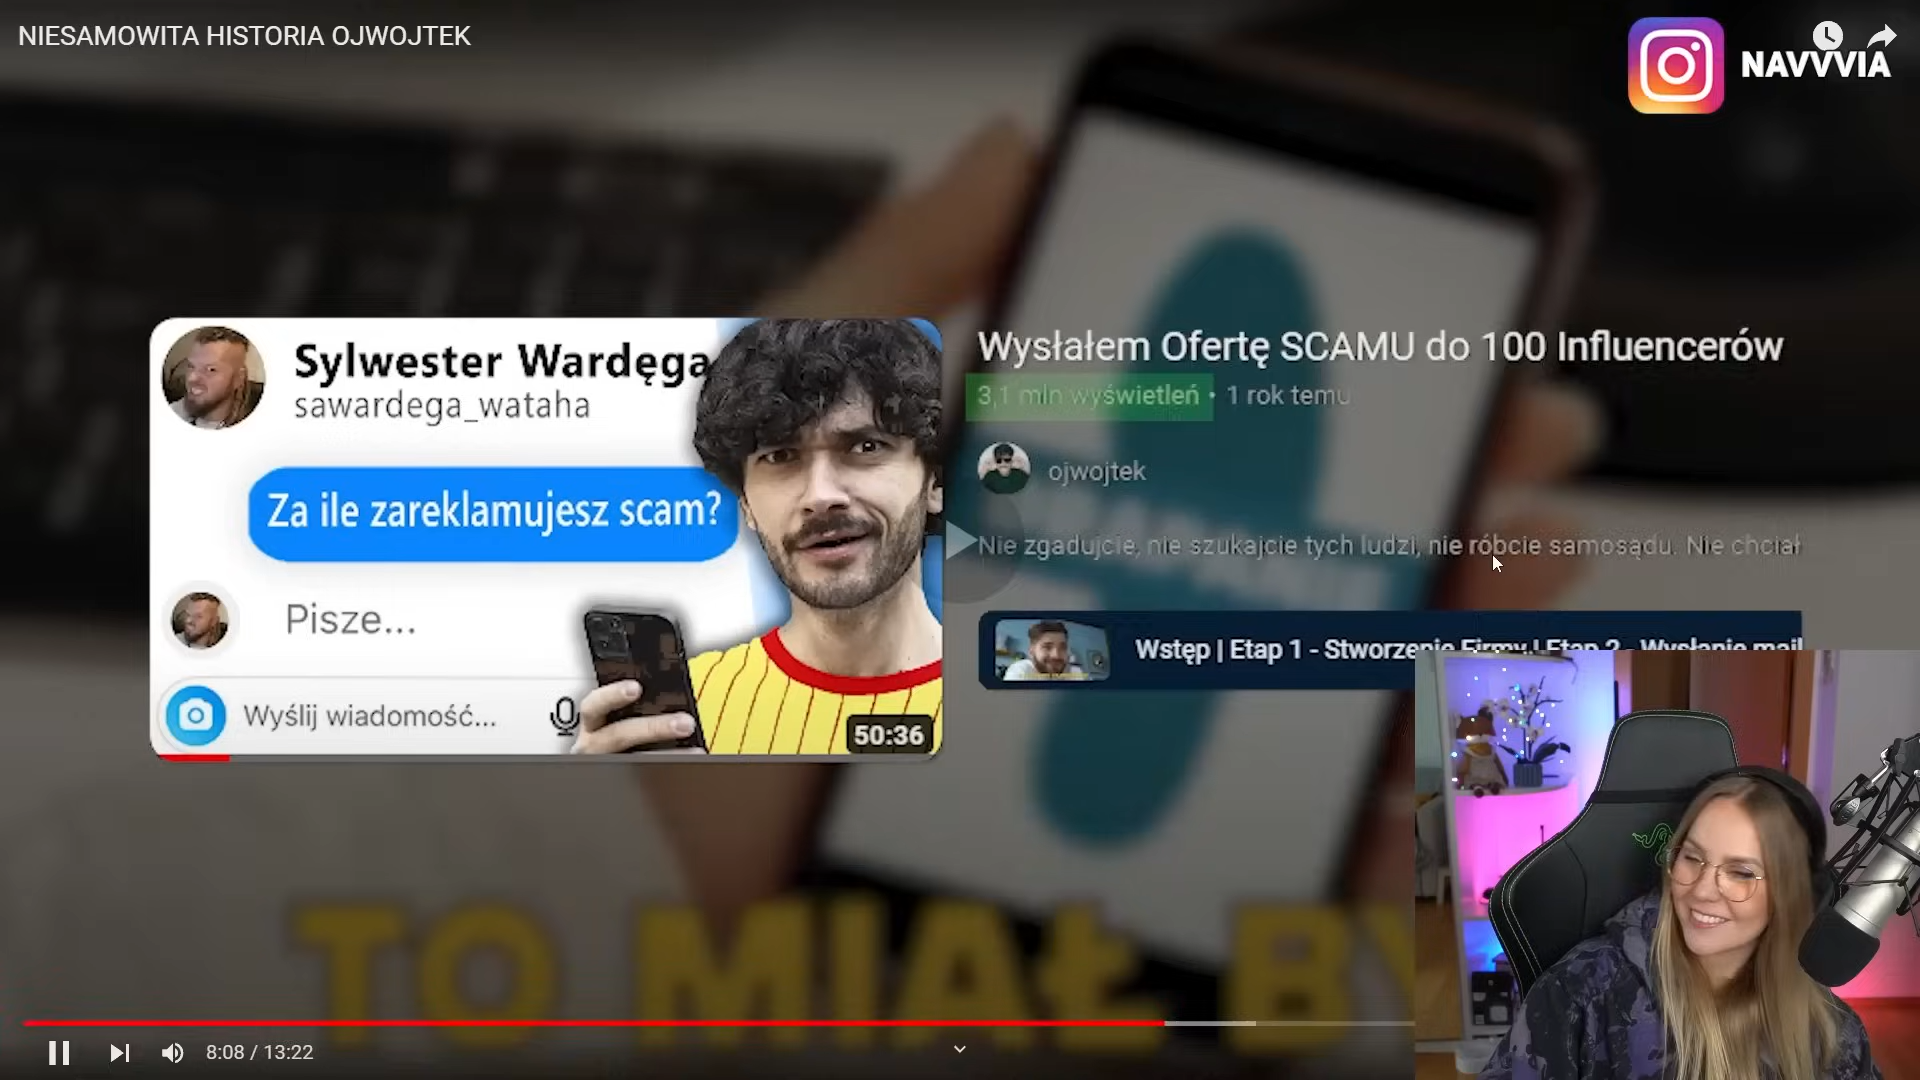 NIESAMOWITA HISTORIA OJWOJTEK
NAVVVIA
Sylwester Wardęga
sawardega_wataha
Za ile zareklamujesz scam?
Pisze...
Wyślij wiadomość...
50:36
Wysłałem Ofertę SCAMU do 100 Influencerów
3,1 mln wyświetleń • 1 rok temu
ojwojtek
Nie zgadujcie, nie szukajcie tych ludzi, nie róbcie samosądu. Nie chciał
Wstęp | Etap 1 - Stworzenie Firmy | Etap 2 - Wysłanie mail
TO MIAŁ BY
8:08 / 13:22